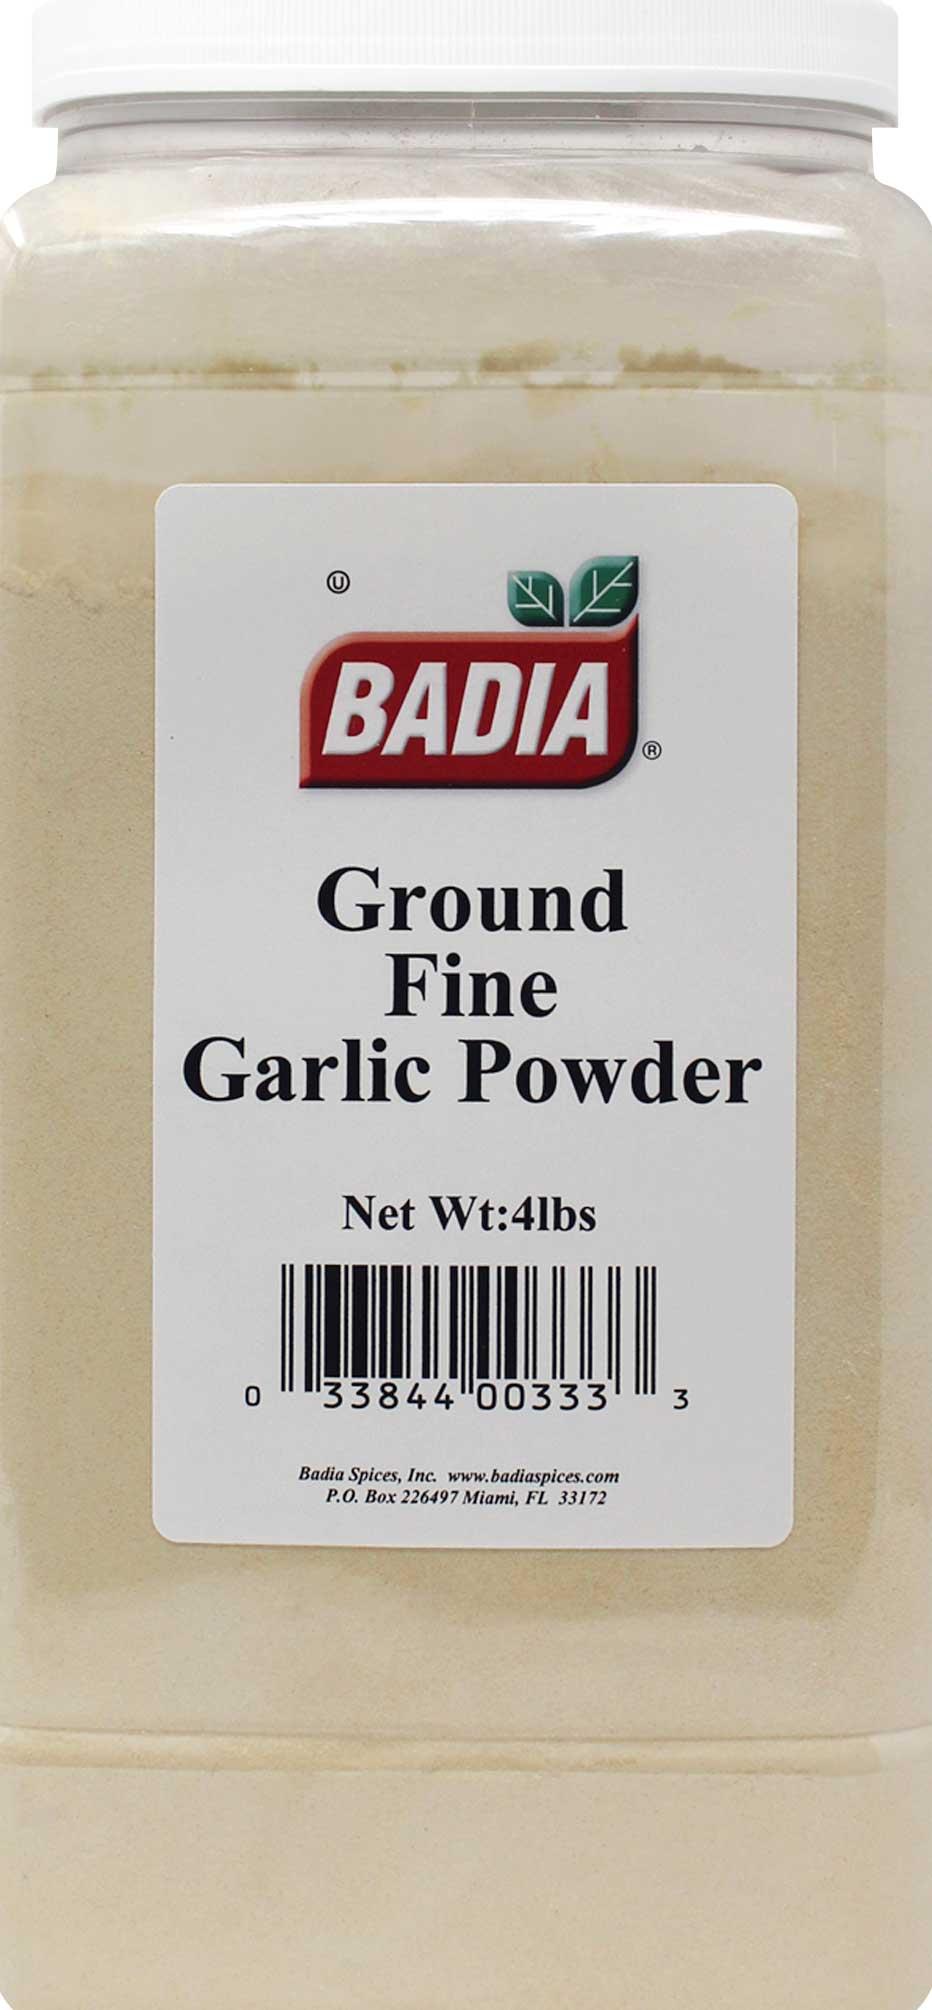 Ⓤ
BADIA®
Ground
Fine
Garlic Powder
Net Wt:4lbs
0 33844 00333 3
Badia Spices, Inc. www.badiaspices.com
P.O. Box 226497 Miami, FL 33172